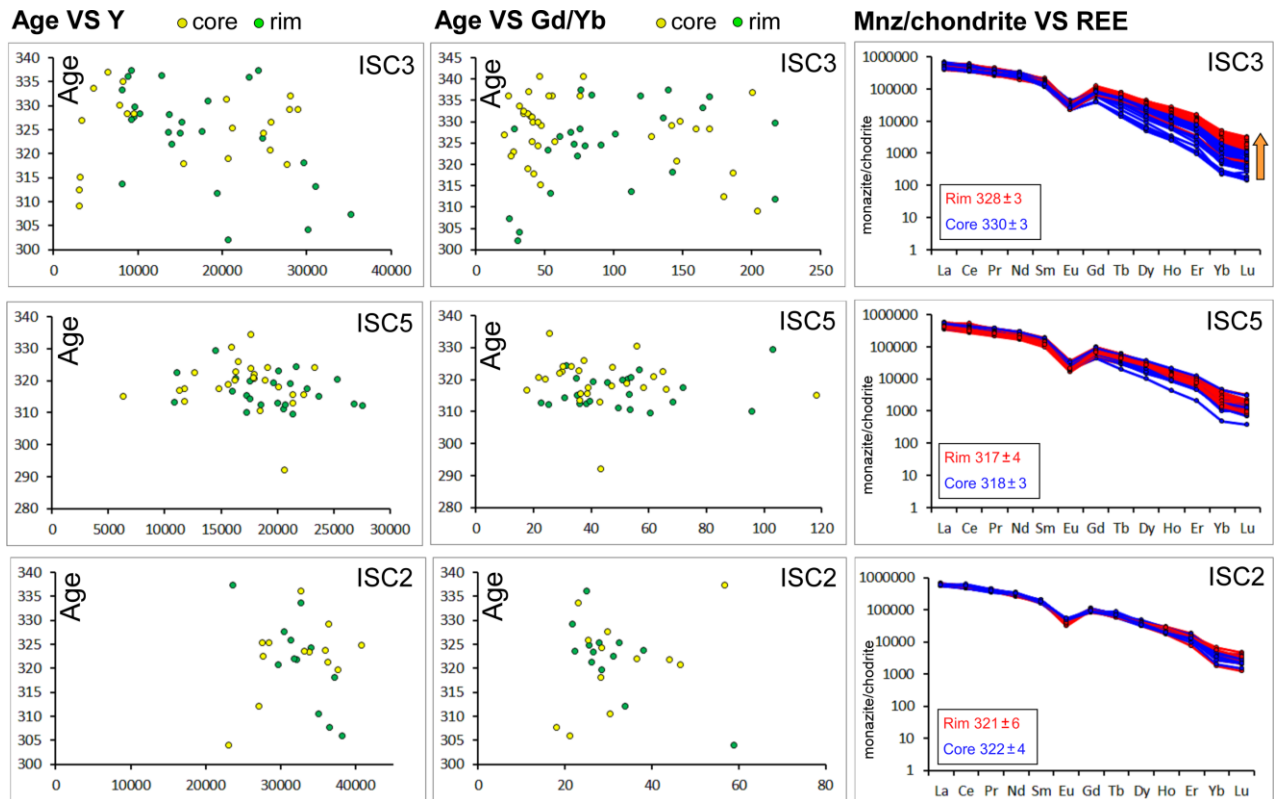 Age VS Y
core rim
Age VS Gd/Yb
core rim
Mnz/chondrite VS REE
ISC3
Age
340
335
330
325
320
315
310
305
300
0 10000 20000 30000 40000
ISC3
Age
345
340
335
330
325
320
315
310
305
300
0 50 100 150 200 250
ISC3
monazite/chodrite
1000000
100000
10000
1000
100
10
1
Rim 328±3
Core 330±3
La Ce Pr Nd Sm Eu Gd Tb Dy Ho Er Yb Lu
ISC5
Age
340
330
320
310
300
290
280
0 5000 10000 15000 20000 25000 30000
ISC5
Age
340
330
320
310
300
290
280
0 20 40 60 80 100 120
ISC5
monazite/chodrite
1000000
100000
10000
1000
100
10
1
Rim 317±4
Core 318±3
La Ce Pr Nd Sm Eu Gd Tb Dy Ho Er Yb Lu
ISC2
Age
340
335
330
325
320
315
310
305
300
0 10000 20000 30000 40000
ISC2
Age
340
335
330
325
320
315
310
305
300
0 20 40 60 80
ISC2
monazite/chodrite
1000000
100000
10000
1000
100
10
1
Rim 321±6
Core 322±4
La Ce Pr Nd Sm Eu Gd Tb Dy Ho Er Yb Lu